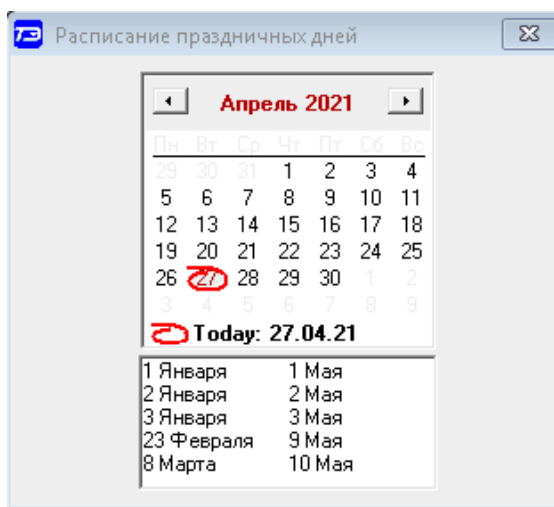 ТЭ Расписание праздничных дней
Апрель 2021
Пн Вт Ср Чт Пт Сб Вс
29 30 31 1 2 3 4
5 6 7 8 9 10 11
12 13 14 15 16 17 18
19 20 21 22 23 24 25
26 27 28 29 30 1 2
3 4 5 6 7 8 9
Today: 27.04.21
1 Января 1 Мая
2 Января 2 Мая
3 Января 3 Мая
23 Февраля 9 Мая
8 Марта 10 Мая